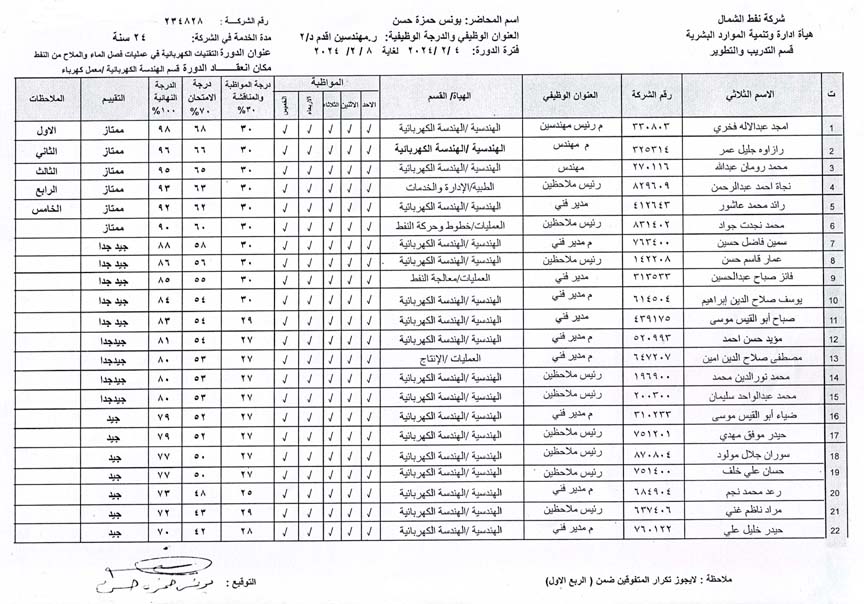 شركة نفط الشمال
هيأة ادارة وتنمية الموارد البشرية
قسم التدريب والتطوير
اسم المحاضر: يونس حمزة حسن
العنوان الوظيفي والدرجة الوظيفية: ر.مهندسين اقدم د/٢
فترة الدورة: ٢٠٢٤/٢/٤ لغاية ٢٠٢٤/٢/٨
رقم الشركة : ٢٣٤٨٢٨
مدة الخدمة في الشركة: ٢٤ سنة
عنوان الدورة التقنيات الكهربائية في عمليات فصل الماء والملاح من النفط
مكان انعقاد الدورة قسم الهندسة الكهربائية /معمل كهرباء
ت الاسم الثلاثي رقم الشركة العنوان الوظيفي الهيأة/ القسم المواظبة الاحد الاثنين الثلاثاء الاربعاء الخميس درجة المواظبة والمناقشة ٣٠% درجة الامتحان ٧٠% الدرجة النهائية ١٠٠% التقييم الملاحظات
1 امجد عبدالاله فخري ٣٣٠٨٠٣ م رئيس مهندسين الهندسية /الهندسة الكهربائية √ √ √ √ √ ٣٠ ٦٨ ٩٨ ممتاز الاول
2 رازاوه جليل عمر ٣٢٥٣١٤ م مهندس الهندسية /الهندسة الكهربائية √ √ √ √ √ ٣٠ ٦٦ ٩٦ ممتاز الثاني
3 محمد رومان عبدالله ٢٧٠١١٦ مهندس الهندسية /الهندسة الكهربائية √ √ √ √ √ ٣٠ ٦٥ ٩٥ ممتاز الثالث
4 نجاة احمد عبدالرحمن ٨٢٩٦٠٩ رئيس ملاحظين الطبية/الإدارة والخدمات √ √ √ √ √ ٣٠ ٦٣ ٩٣ ممتاز الرابع
5 رائد محمد عاشور ٤١٢٦٤٣ مدير فني الهندسية /الهندسة الكهربائية √ √ √ √ √ ٣٠ ٦٢ ٩٢ ممتاز الخامس
6 محمد نجدت جواد ٨٣١٤٠٢ رئيس ملاحظين العمليات/خطوط وحركة النفط √ √ √ √ √ ٣٠ ٦٠ ٩٠ ممتاز
7 سمين فاضل حسين ٧٦٣٤٠٠ م مدير فني الهندسية /الهندسة الكهربائية √ √ √ √ √ ٣٠ ٥٨ ٨٨ جيد جدا
8 عمار قاسم حسن ١٤٢٢٠٨ رئيس ملاحظين الهندسية /الهندسة الكهربائية √ √ √ √ √ ٣٠ ٥٦ ٨٦ جيد جدا
9 فائز صباح عبدالحسين ٣١٣٥٣٣ مدير فني العمليات/معالجة النفط √ √ √ √ √ ٣٠ ٥٥ ٨٥ جيد جدا
10 يوسف صلاح الدين إبراهيم ٦١٤٥٠٤ م مدير فني الهندسية /الهندسة الكهربائية √ √ √ √ √ ٣٠ ٥٤ ٨٤ جيد جدا
11 صباح أبو القيس موسى ٤٣٩١٧٥ مدير فني الهندسية /الهندسة الكهربائية √ √ √ √ √ ٢٩ ٥٤ ٨٣ جيد جدا
12 مؤيد حسن احمد ٥٢٠٩٩٣ م مدير فني الهندسية /الهندسة الكهربائية √ √ √ √ √ ٢٧ ٥٤ ٨١ جيدجدا
13 مصطفى صلاح الدين امين ٦٤٧٢٠٧ م مدير فني العمليات /الإنتاج √ √ √ √ √ ٢٧ ٥٣ ٨٠ جيدجدا
14 محمد نورالدين محمد ١٩٦٩٠٠ رئيس ملاحظين الهندسية /الهندسة الكهربائية √ √ √ √ √ ٢٧ ٥٣ ٨٠ جيدجدا
15 محمد عبدالواحد سليمان ٢٠٠٣٠٠ رئيس ملاحظين الهندسية /الهندسة الكهربائية √ √ √ √ √ ٢٧ ٥٣ ٨٠ جيدجدا
16 ضياء أبو القيس موسى ٣١٠٢٣٣ م مدير فني الهندسية /الهندسة الكهربائية √ √ √ √ √ ٢٧ ٥٢ ٧٩ جيد
17 حيدر موفق مهدي ٧٥١٢٠١ رئيس ملاحظين الهندسية /الهندسة الكهربائية √ √ √ √ √ ٢٧ ٥٢ ٧٩ جيد
18 سوران جلال مولود ٨٧٠٨٠٤ رئيس ملاحظين الهندسية /الهندسة الكهربائية √ √ √ √ √ ٢٧ ٥٠ ٧٧ جيد
19 حسان علي خلف ٧٥١٤٠٠ رئيس ملاحظين الهندسية /الهندسة الكهربائية √ √ √ √ √ ٢٧ ٥٠ ٧٧ جيد
20 رعد محمد نجم ٦٨٤٩٠٤ م مدير فني الهندسية /الهندسة الكهربائية √ √ √ √ √ ٢٥ ٤٨ ٧٣ جيد
21 مراد ناظم غني ٦٣٧٤٠٦ رئيس ملاحظين الهندسية /الهندسة الكهربائية √ √ √ √ √ ٢٩ ٤٣ ٧٢ جيد
22 حيدر خليل علي ٧٦٠١٢٢ م مدير فني الهندسية /الهندسة الكهربائية √ √ √ √ √ ٢٨ ٤٢ ٧٠ جيد
ملاحظة : لايجوز تكرار المتفوقين ضمن ( الربع الاول)
التوقيع :
يونس حمزة حسن